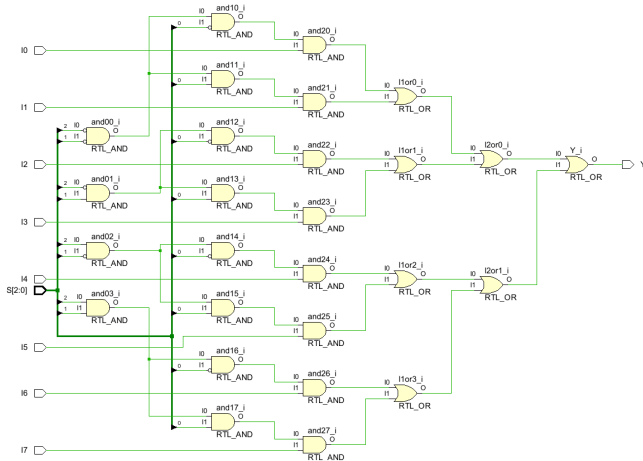 and10_i
I0
O
0
I1
RTL_AND
and20_i
I0
O
I1
RTL_AND
I0
and11_i
I0
O
0
I1
RTL_AND
and21_i
I0
O
I1
RTL_AND
I1
l1or0_i
I0
O
I1
RTL_OR
and00_i
2
I0
O
1
I1
RTL_AND
and12_i
I0
O
0
I1
RTL_AND
and22_i
I0
O
I1
RTL_AND
I2
l1or1_i
I0
O
I1
RTL_OR
l2or0_i
I0
O
I1
RTL_OR
Y_i
I0
O
I1
RTL_OR
Y
and01_i
2
I0
O
1
I1
RTL_AND
and13_i
I0
O
0
I1
RTL_AND
and23_i
I0
O
I1
RTL_AND
I3
and02_i
2
I0
O
1
I1
RTL_AND
and14_i
I0
O
0
I1
RTL_AND
and24_i
I0
O
I1
RTL_AND
I4
S[2:0]
l1or2_i
I0
O
I1
RTL_OR
l2or1_i
I0
O
I1
RTL_OR
and03_i
2
I0
O
1
I1
RTL_AND
and15_i
I0
O
0
I1
RTL_AND
and25_i
I0
O
I1
RTL_AND
I5
and16_i
I0
O
0
I1
RTL_AND
and26_i
I0
O
I1
RTL_AND
I6
l1or3_i
I0
O
I1
RTL_OR
and17_i
I0
O
0
I1
RTL_AND
and27_i
I0
O
I1
RTL_AND
I7